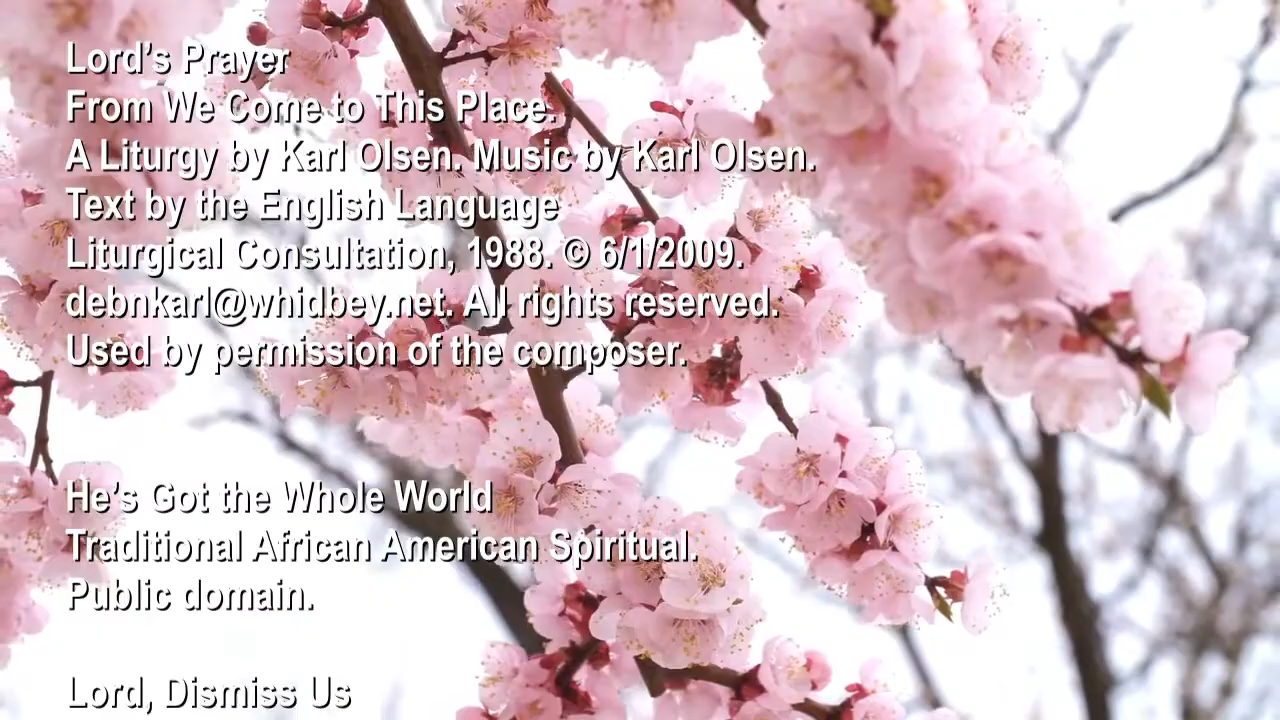 Lord's Prayer
From We Come to This Place.
A Liturgy by Karl Olsen. Music by Karl Olsen.
Text by the English Language
Liturgical Consultation, 1988. © 6/1/2009.
debnkarl@whidbey.net. All rights reserved.
Used by permission of the composer.
He's Got the Whole World
Traditional African American Spiritual.
Public domain.
Lord, Dismiss Us